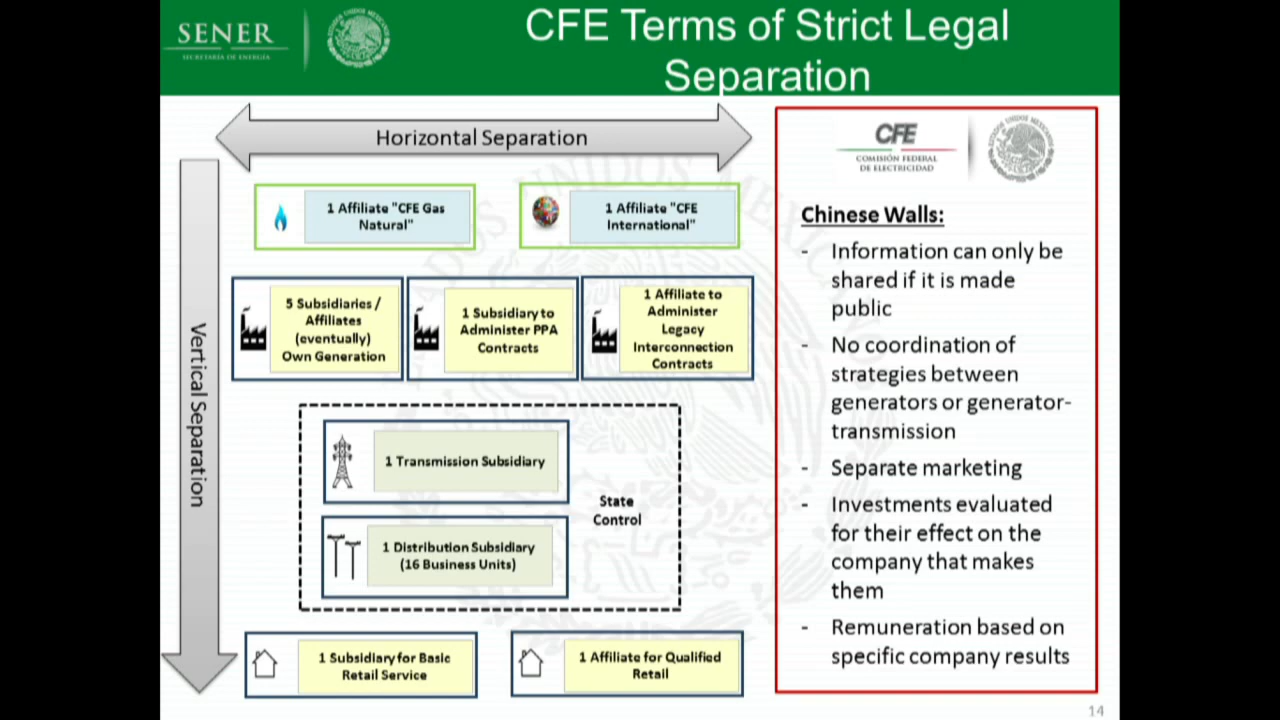 SENER
SECRETARÍA DE ENERGÍA
CFE Terms of Strict Legal
Separation
Horizontal Separation
Vertical Separation
1 Affiliate "CFE Gas
Natural"
1 Affiliate "CFE
International"
5 Subsidiaries /
Affiliates
(eventually)
Own Generation
1 Subsidiary to
Administer PPA
Contracts
1 Affiliate to
Administer
Legacy
Interconnection
Contracts
1 Transmission Subsidiary
1 Distribution Subsidiary
(16 Business Units)
State
Control
1 Subsidiary for Basic
Retail Service
1 Affiliate for Qualified
Retail
CFE
COMISIÓN FEDERAL
DE ELECTRICIDAD
ESTADOS UNIDOS MEXICANOS
Chinese Walls:
- Information can only be
shared if it is made
public
- No coordination of
strategies between
generators or generator-
transmission
- Separate marketing
- Investments evaluated
for their effect on the
company that makes
them
- Remuneration based on
specific company results
14